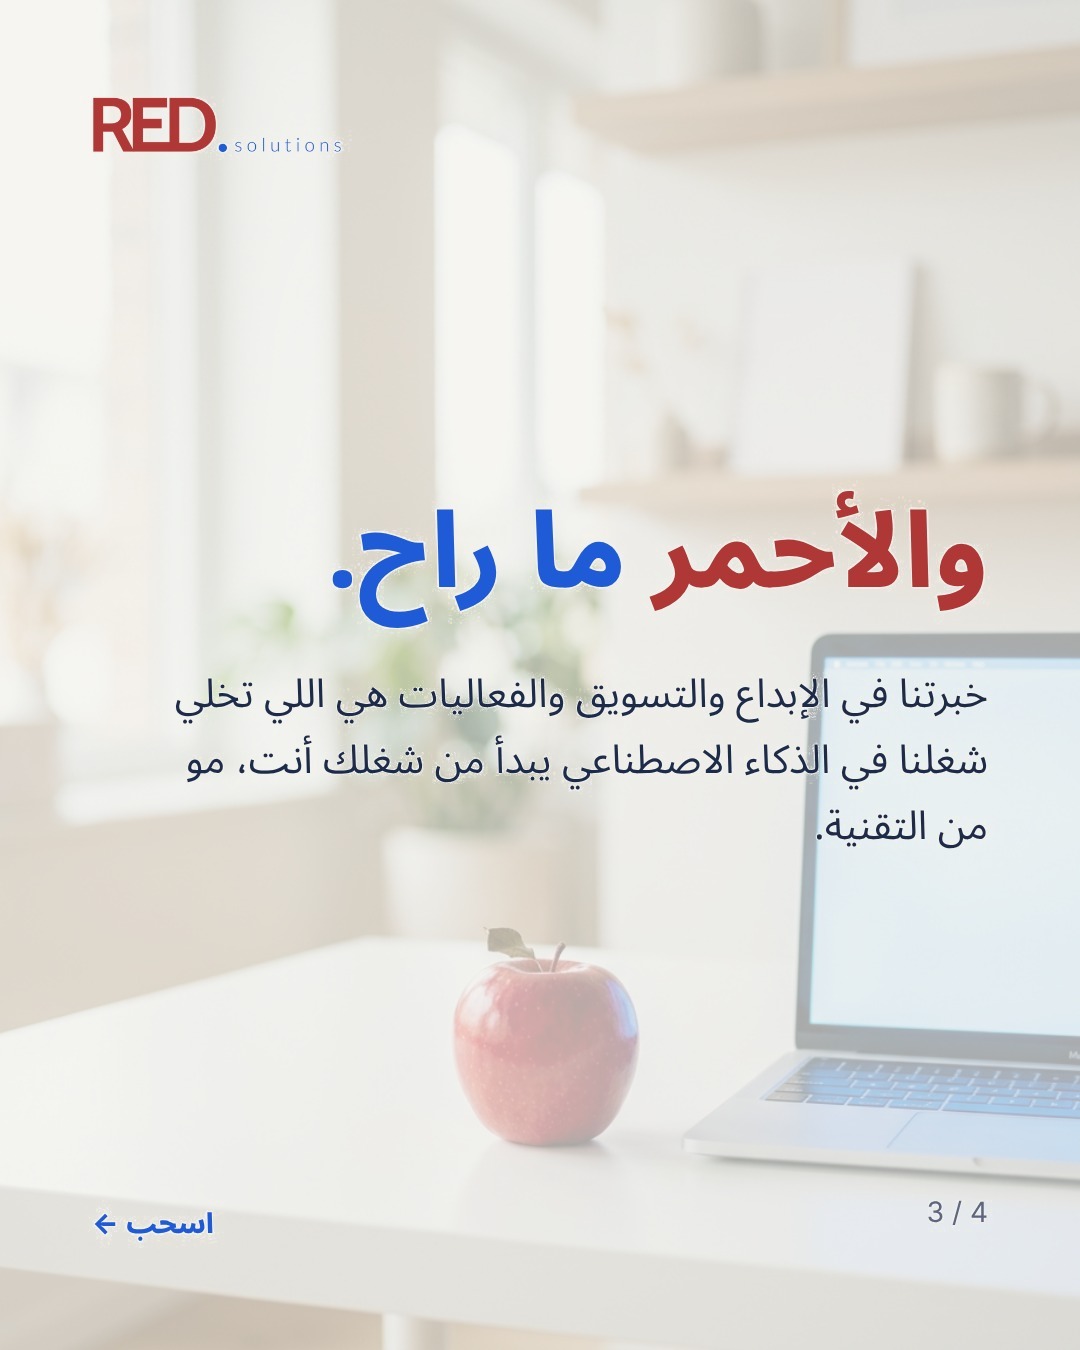 RED.solutions
والأحمر ما راح.
خبرتنا في الإبداع والتسويق والفعاليات هي اللي تخلي
شغلنا في الذكاء الاصطناعي يبدأ من شغلك أنت، مو
من التقنية.
3 / 4
اسحب ←